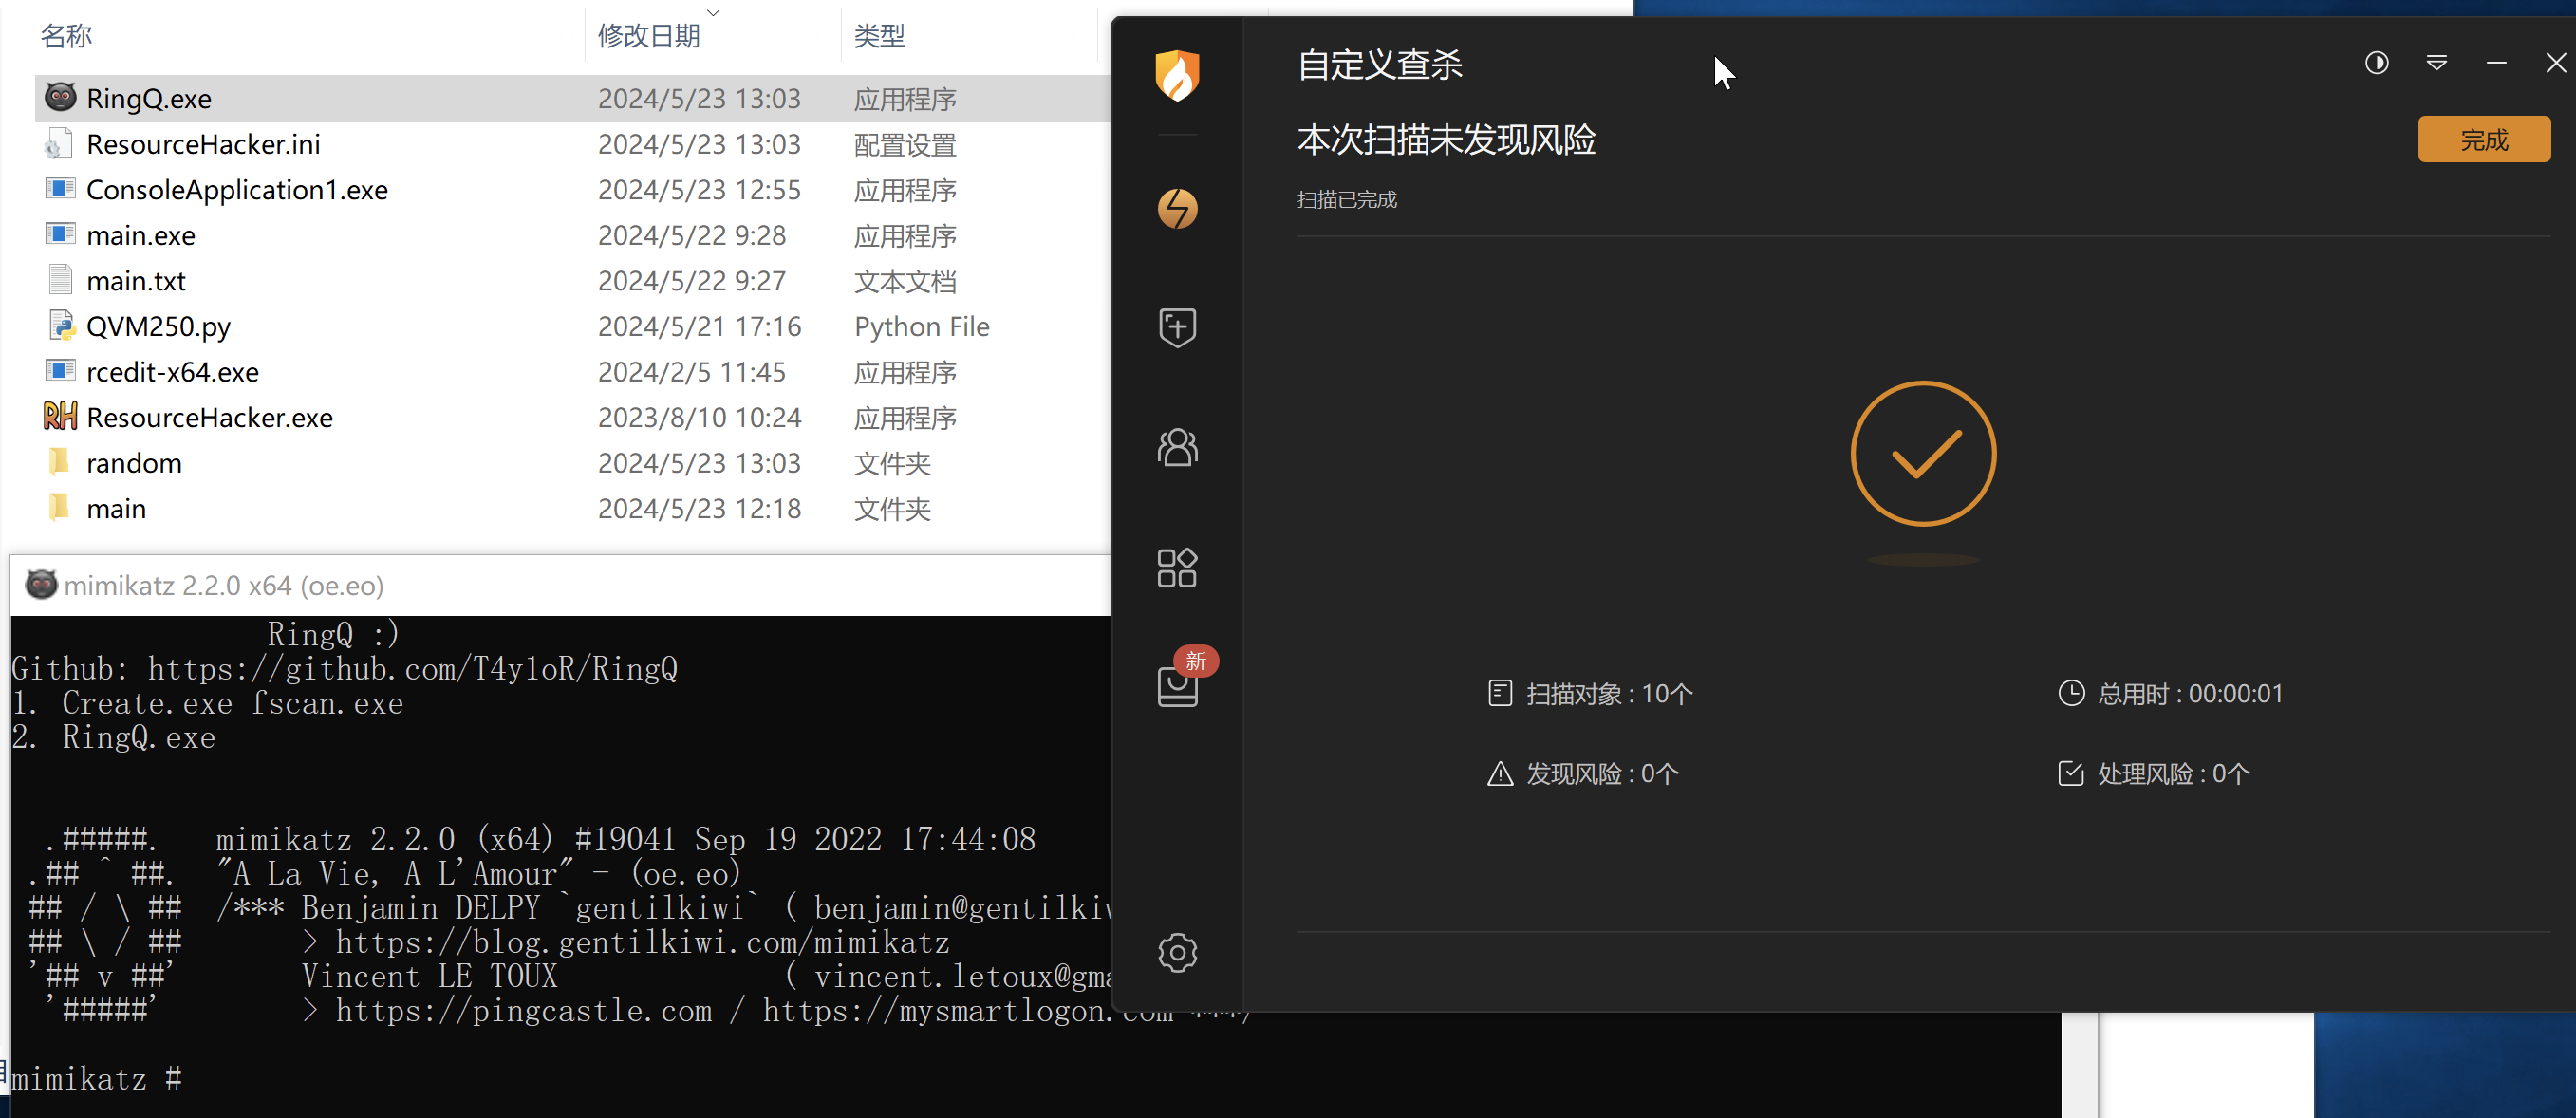 名称 修改日期 类型
RingQ.exe 2024/5/23 13:03 应用程序
ResourceHacker.ini 2024/5/23 13:03 配置设置
ConsoleApplication1.exe 2024/5/23 12:55 应用程序
main.exe 2024/5/22 9:28 应用程序
main.txt 2024/5/22 9:27 文本文档
QVM250.py 2024/5/21 17:16 Python File
rcedit-x64.exe 2024/2/5 11:45 应用程序
RH ResourceHacker.exe 2023/8/10 10:24 应用程序
random 2024/5/23 13:03 文件夹
main 2024/5/23 12:18 文件夹
mimikatz 2.2.0 x64 (oe.eo)
RingQ :)
Github: https://github.com/T4y1oR/RingQ
1. Create.exe fscan.exe
2. RingQ.exe
.#####. mimikatz 2.2.0 (x64) #19041 Sep 19 2022 17:44:08
.## ^ ##. "A La Vie, A L'Amour" - (oe.eo)
## / \ ## /*** Benjamin DELPY `gentilkiwi` ( benjamin@gentilkiw
## \ / ## > https://blog.gentilkiwi.com/mimikatz
'## v ##' Vincent LE TOUX ( vincent.letoux@gma
'#####' > https://pingcastle.com / https://mysmartlogon.com ***/
mimikatz #
自定义查杀
本次扫描未发现风险
完成
扫描已完成
新
扫描对象 : 10个
总用时 : 00:00:01
发现风险 : 0个
处理风险 : 0个